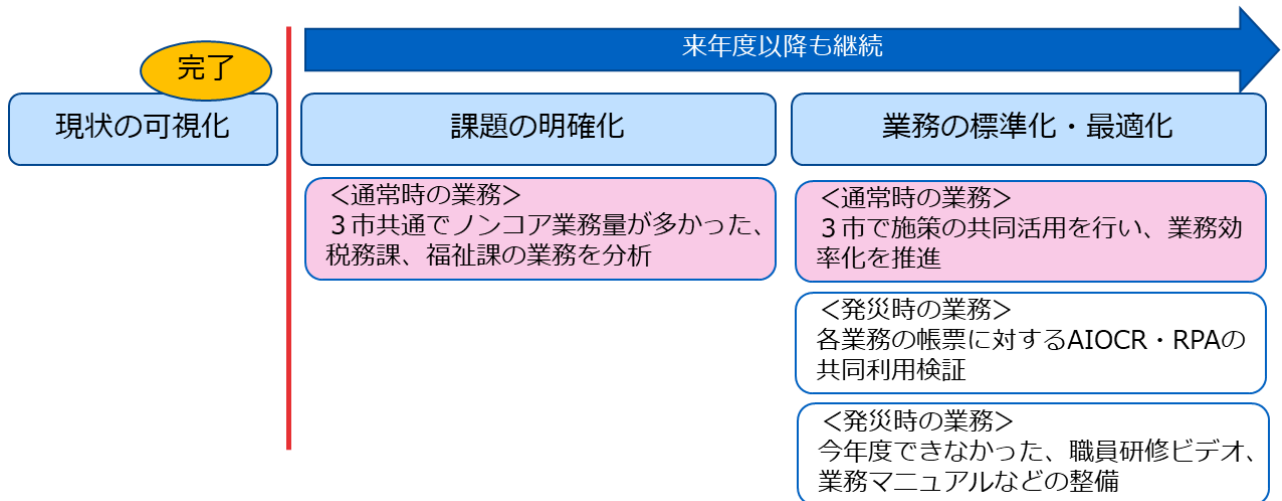 来年度以降も継続
完了
現状の可視化
課題の明確化
業務の標準化・最適化
＜通常時の業務＞
３市共通でノンコア業務量が多かった、
税務課、福祉課の業務を分析
＜通常時の業務＞
３市で施策の共同活用を行い、業務効
率化を推進
＜発災時の業務＞
各業務の帳票に対するAIOCR・RPAの
共同利用検証
＜発災時の業務＞
今年度できなかった、職員研修ビデオ、
業務マニュアルなどの整備